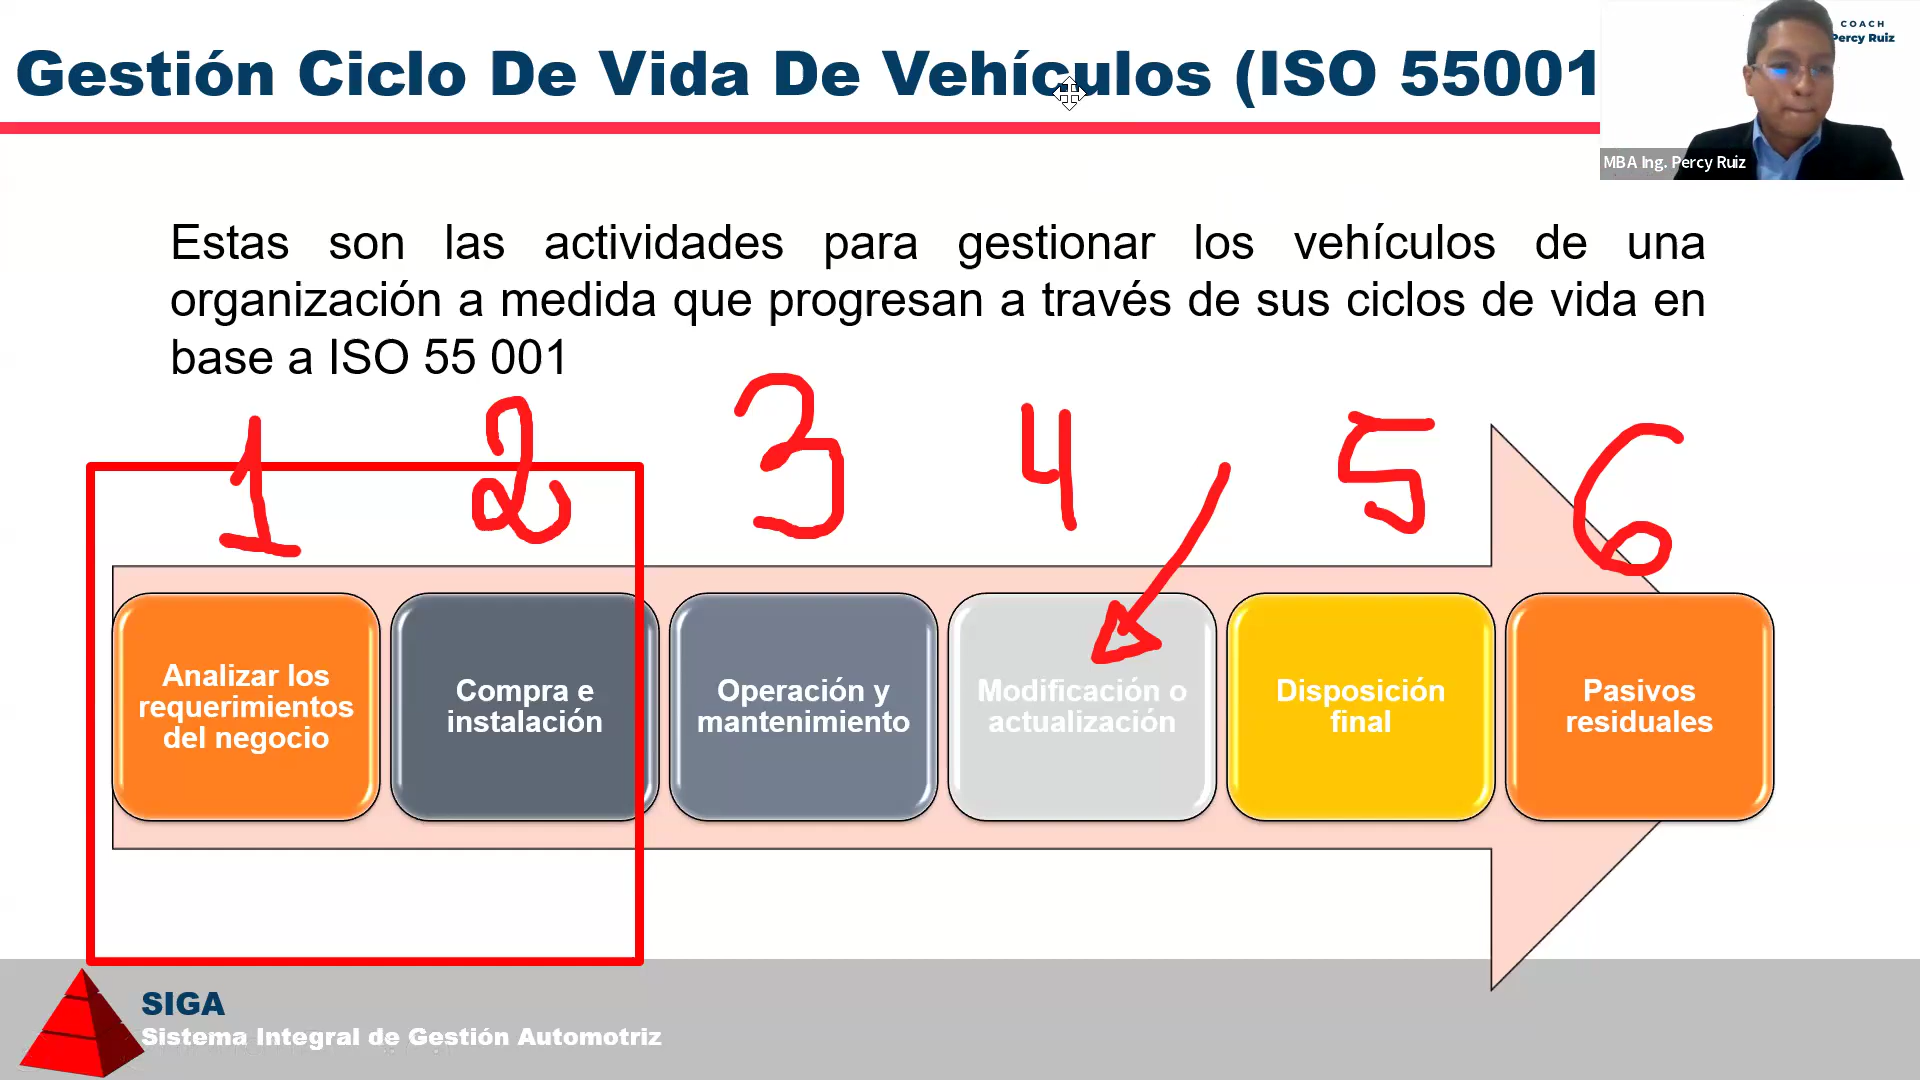 Gestión Ciclo De Vida De Vehículos (ISO 55001
COACH
Percy Ruiz
MBA Ing. Percy Ruiz
Estas son las actividades para gestionar los vehículos de una
organización a medida que progresan a través de sus ciclos de vida en
base a ISO 55 001
1 2 3 4 5 6
Analizar los
requerimientos
del negocio
Compra e
instalación
Operación y
mantenimiento
Modificación o
actualización
Disposición
final
Pasivos
residuales
SIGA
Sistema Integral de Gestión Automotriz